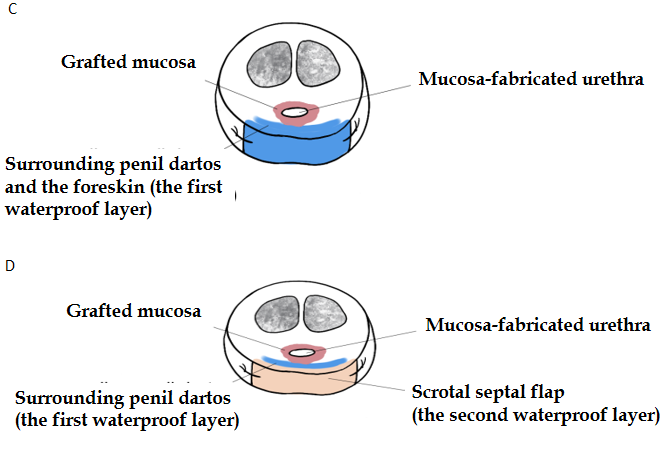 C
Grafted mucosa
Mucosa-fabricated urethra
Surrounding penil dartos
and the foreskin (the first
waterproof layer)
D
Grafted mucosa
Mucosa-fabricated urethra
Surrounding penil dartos
(the first waterproof layer)
Scrotal septal flap
(the second waterproof layer)